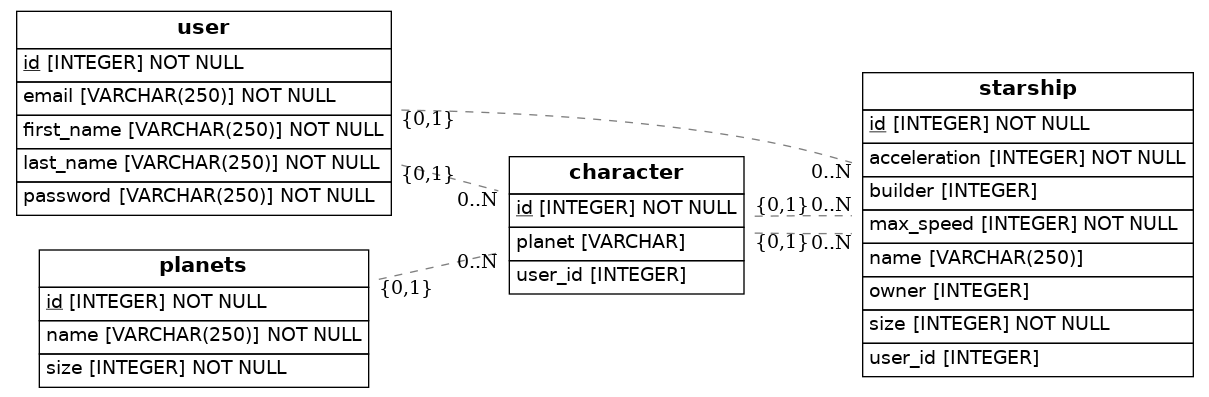 user
id [INTEGER] NOT NULL
email [VARCHAR(250)] NOT NULL
first_name [VARCHAR(250)] NOT NULL
last_name [VARCHAR(250)] NOT NULL
password [VARCHAR(250)] NOT NULL
planets
id [INTEGER] NOT NULL
name [VARCHAR(250)] NOT NULL
size [INTEGER] NOT NULL
{0,1}
{0,1}
0..N
0..N
{0,1}
character
id [INTEGER] NOT NULL
planet [VARCHAR]
user_id [INTEGER]
0..N
{0,1} 0..N
{0,1} 0..N
starship
id [INTEGER] NOT NULL
acceleration [INTEGER] NOT NULL
builder [INTEGER]
max_speed [INTEGER] NOT NULL
name [VARCHAR(250)]
owner [INTEGER]
size [INTEGER] NOT NULL
user_id [INTEGER]